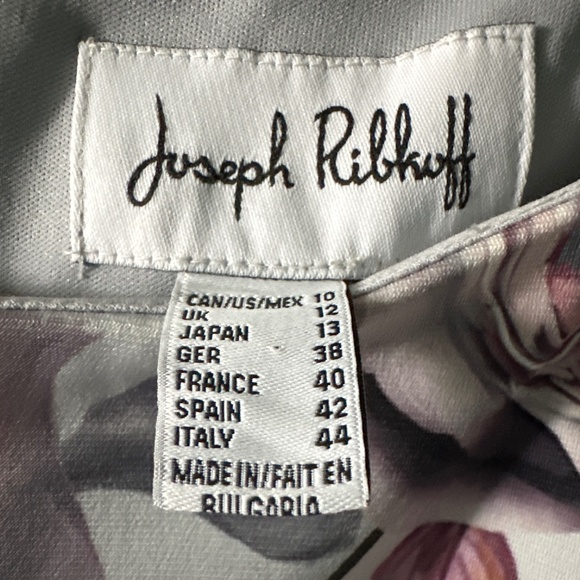 Joseph Ribkoff
CAN/US/MEX 10
UK 12
JAPAN 13
GER 38
FRANCE 40
SPAIN 42
ITALY 44
MADE IN/FAIT EN
BULGARIA